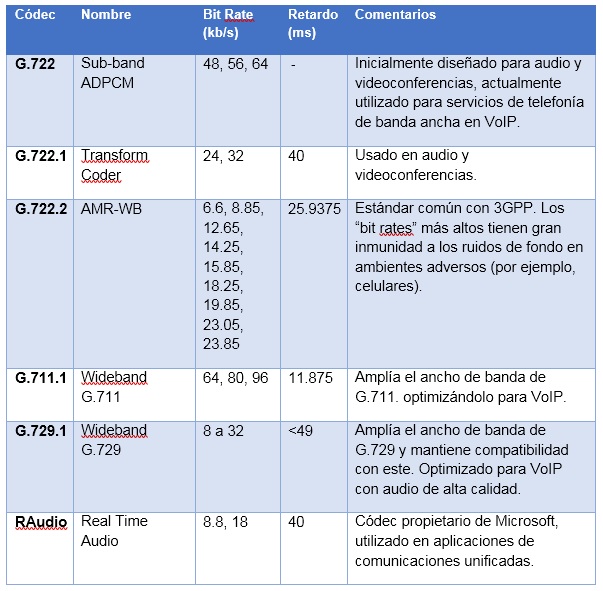 Códec Nombre Bit Rate (kb/s) Retardo (ms) Comentarios
G.722 Sub-band ADPCM 48, 56, 64 - Inicialmente diseñado para audio y
videoconferencias, actualmente
utilizado para servicios de telefonía
de banda ancha en VoIP.
G.722.1 Transform Coder 24, 32 40 Usado en audio y
videoconferencias.
G.722.2 AMR-WB 6.6, 8.85,
12.65,
14.25,
15.85,
18.25,
19.85,
23.05,
23.85
25.9375 Estándar común con 3GPP. Los
“bit rates” más altos tienen gran
inmunidad a los ruidos de fondo en
ambientes adversos (por ejemplo,
celulares).
G.711.1 Wideband G.711 64, 80, 96 11.875 Amplía el ancho de banda de
G.711. optimizándolo para VoIP.
G.729.1 Wideband G.729 8 a 32 <49 Amplía el ancho de banda de
G.729 y mantiene compatibilidad
con este. Optimizado para VoIP
con audio de alta calidad.
RAudio Real Time Audio 8.8, 18 40 Códec propietario de Microsoft,
utilizado en aplicaciones de
comunicaciones unificadas.